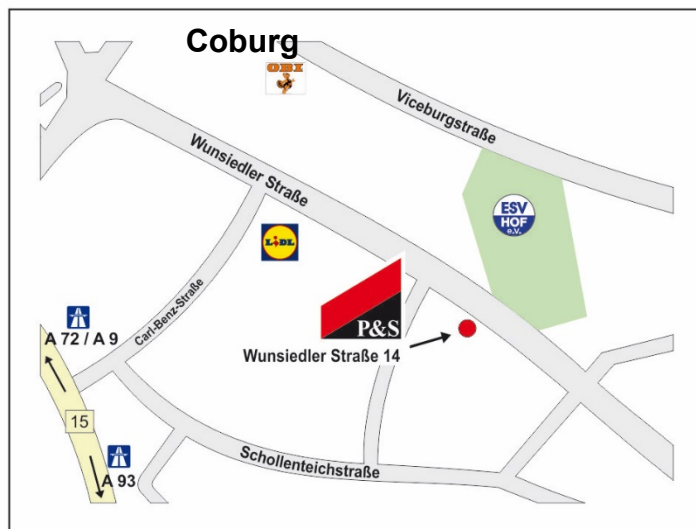 Coburg
OBI
Viceburgstraße
Wunsiedler Straße
ESV
HOF
e.V.
LIDL
P&S
Carl-Benz-Straße
A 72 / A 9
Wunsiedler Straße 14
15
A 93
Schollenteichstraße